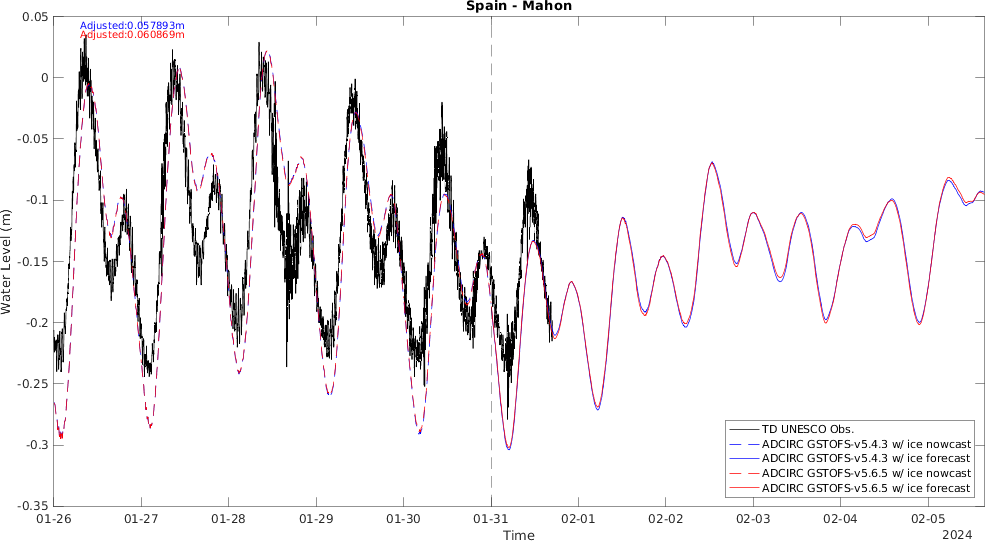 Spain - Mahon
Adjusted:0.057893m
Adjusted:0.060869m
Water Level (m)
0.05
0
-0.05
-0.1
-0.15
-0.2
-0.25
-0.3
-0.35
TD UNESCO Obs.
ADCIRC GSTOFS-v5.4.3 w/ ice nowcast
ADCIRC GSTOFS-v5.4.3 w/ ice forecast
ADCIRC GSTOFS-v5.6.5 w/ ice nowcast
ADCIRC GSTOFS-v5.6.5 w/ ice forecast
01-26 01-27 01-28 01-29 01-30 01-31 02-01 02-02 02-03 02-04 02-05
Time
2024